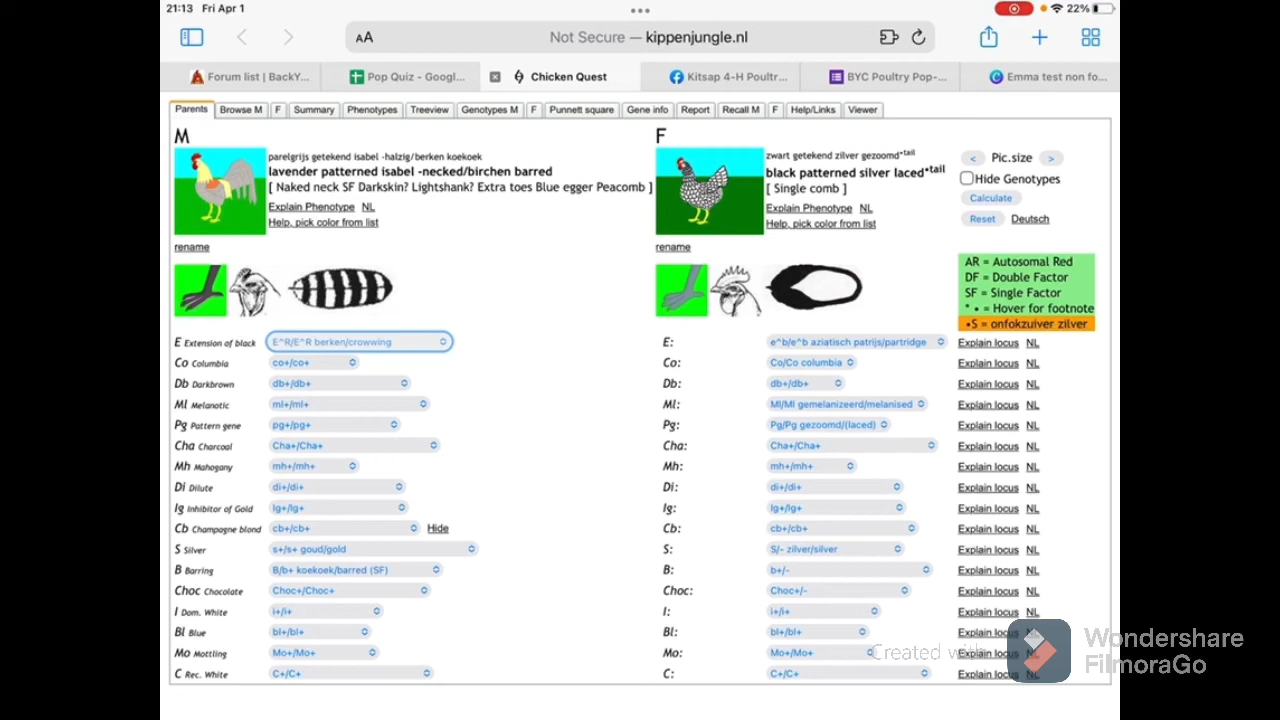 21:13 Fri Apr 1
22%
AA
Not Secure — kippenjungle.nl
Forum list | BackY...
Pop Quiz - Googl...
Chicken Quest
Kitsap 4-H Poultr...
BYC Poultry Pop-...
Emma test non fo...
Parents Browse M F Summary Phenotypes Treeview Genotypes M F Punnett square Gene info Report Recall M F Help/Links Viewer
M
parelgrijs getekend isabel -halzig/berken koekoek
lavender patterned isabel -necked/birchen barred
[ Naked neck SF Darkskin? Lightshank? Extra toes Blue egger Peacomb ]
Explain Phenotype NL
Help, pick color from list
rename
F
zwart getekend zilver gezoomd•tail
black patterned silver laced•tail
[ Single comb ]
Explain Phenotype NL
Help, pick color from list
rename
< Pic.size >
Hide Genotypes
Calculate
Reset Deutsch
AR = Autosomal Red
DF = Double Factor
SF = Single Factor
* • = Hover for footnote
•S = onfokzuiver zilver
E Extension of black E^R/E^R berken/crowwing E: e^b/e^b aziatisch patrijs/partridge Explain locus NL
Co Columbia co+/co+ Co: Co/Co columbia Explain locus NL
Db Darkbrown db+/db+ Db: db+/db+ Explain locus NL
Ml Melanotic ml+/ml+ Ml: Ml/Ml gemelanizeerd/melanised Explain locus NL
Pg Pattern gene pg+/pg+ Pg: Pg/Pg gezoomd/(laced) Explain locus NL
Cha Charcoal Cha+/Cha+ Cha: Cha+/Cha+ Explain locus NL
Mh Mahogany mh+/mh+ Mh: mh+/mh+ Explain locus NL
Di Dilute di+/di+ Di: di+/di+ Explain locus NL
Ig Inhibitor of Gold Ig+/Ig+ Ig: Ig+/Ig+ Explain locus NL
Cb Champagne blond cb+/cb+ Hide Cb: cb+/cb+ Explain locus NL
S Silver s+/s+ goud/gold S: S/- zilver/silver Explain locus NL
B Barring B/b+ koekoek/barred (SF) B: b+/- Explain locus NL
Choc Chocolate Choc+/Choc+ Choc: Choc+/- Explain locus NL
I Dom. White i+/i+ I: i+/i+ Explain locus NL
Bl Blue bl+/bl+ Bl: bl+/bl+ Explain locus NL
Mo Mottling Mo+/Mo+ Mo: Mo+/Mo+ Explain locus NL
C Rec. White C+/C+ C: C+/C+ Explain locus NL
Created with
Wondershare
FilmoraGo